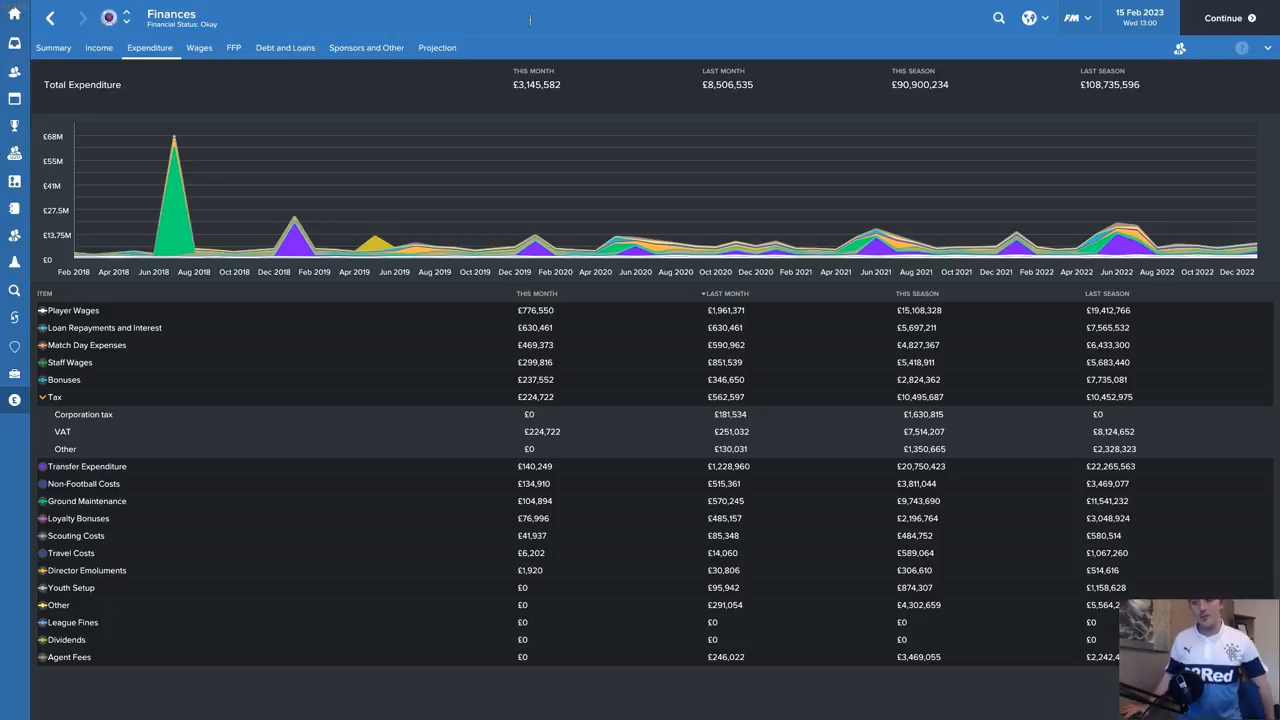 Finances
Financial Status: Okay
FM
15 Feb 2023
Wed 13:00
Continue
Summary Income Expenditure Wages FFP Debt and Loans Sponsors and Other Projection
THIS MONTH LAST MONTH THIS SEASON LAST SEASON
Total Expenditure £3,145,582 £8,506,535 £90,900,234 £108,735,596
£68M
£55M
£41M
£27.5M
£13.75M
£0
Feb 2018 Apr 2018 Jun 2018 Aug 2018 Oct 2018 Dec 2018 Feb 2019 Apr 2019 Jun 2019 Aug 2019 Oct 2019 Dec 2019 Feb 2020 Apr 2020 Jun 2020 Aug 2020 Oct 2020 Dec 2020 Feb 2021 Apr 2021 Jun 2021 Aug 2021 Oct 2021 Dec 2021 Feb 2022 Apr 2022 Jun 2022 Aug 2022 Oct 2022 Dec 2022
ITEM THIS MONTH LAST MONTH THIS SEASON LAST SEASON
Player Wages £776,550 £1,961,371 £15,108,328 £19,412,766
Loan Repayments and Interest £630,461 £630,461 £5,697,211 £7,565,532
Match Day Expenses £469,373 £590,962 £4,827,367 £6,433,300
Staff Wages £299,816 £851,539 £5,418,911 £5,683,440
Bonuses £237,552 £346,650 £2,824,362 £7,735,081
Tax £224,722 £562,597 £10,495,687 £10,452,975
Corporation tax £0 £181,534 £1,630,815 £0
VAT £224,722 £251,032 £7,514,207 £8,124,652
Other £0 £130,031 £1,350,665 £2,328,323
Transfer Expenditure £140,249 £1,228,960 £20,750,423 £22,265,563
Non-Football Costs £134,910 £515,361 £3,811,044 £3,469,077
Ground Maintenance £104,894 £570,245 £9,743,690 £11,541,232
Loyalty Bonuses £76,996 £485,157 £2,196,764 £3,048,924
Scouting Costs £41,937 £85,348 £484,752 £580,514
Travel Costs £6,202 £14,060 £589,064 £1,067,260
Director Emoluments £1,920 £30,806 £306,610 £514,616
Youth Setup £0 £95,942 £874,307 £1,158,628
Other £0 £291,054 £4,302,659 £5,564,2
League Fines £0 £0 £0 £0
Dividends £0 £0 £0 £0
Agent Fees £0 £246,022 £3,469,055 £2,242,4
Red